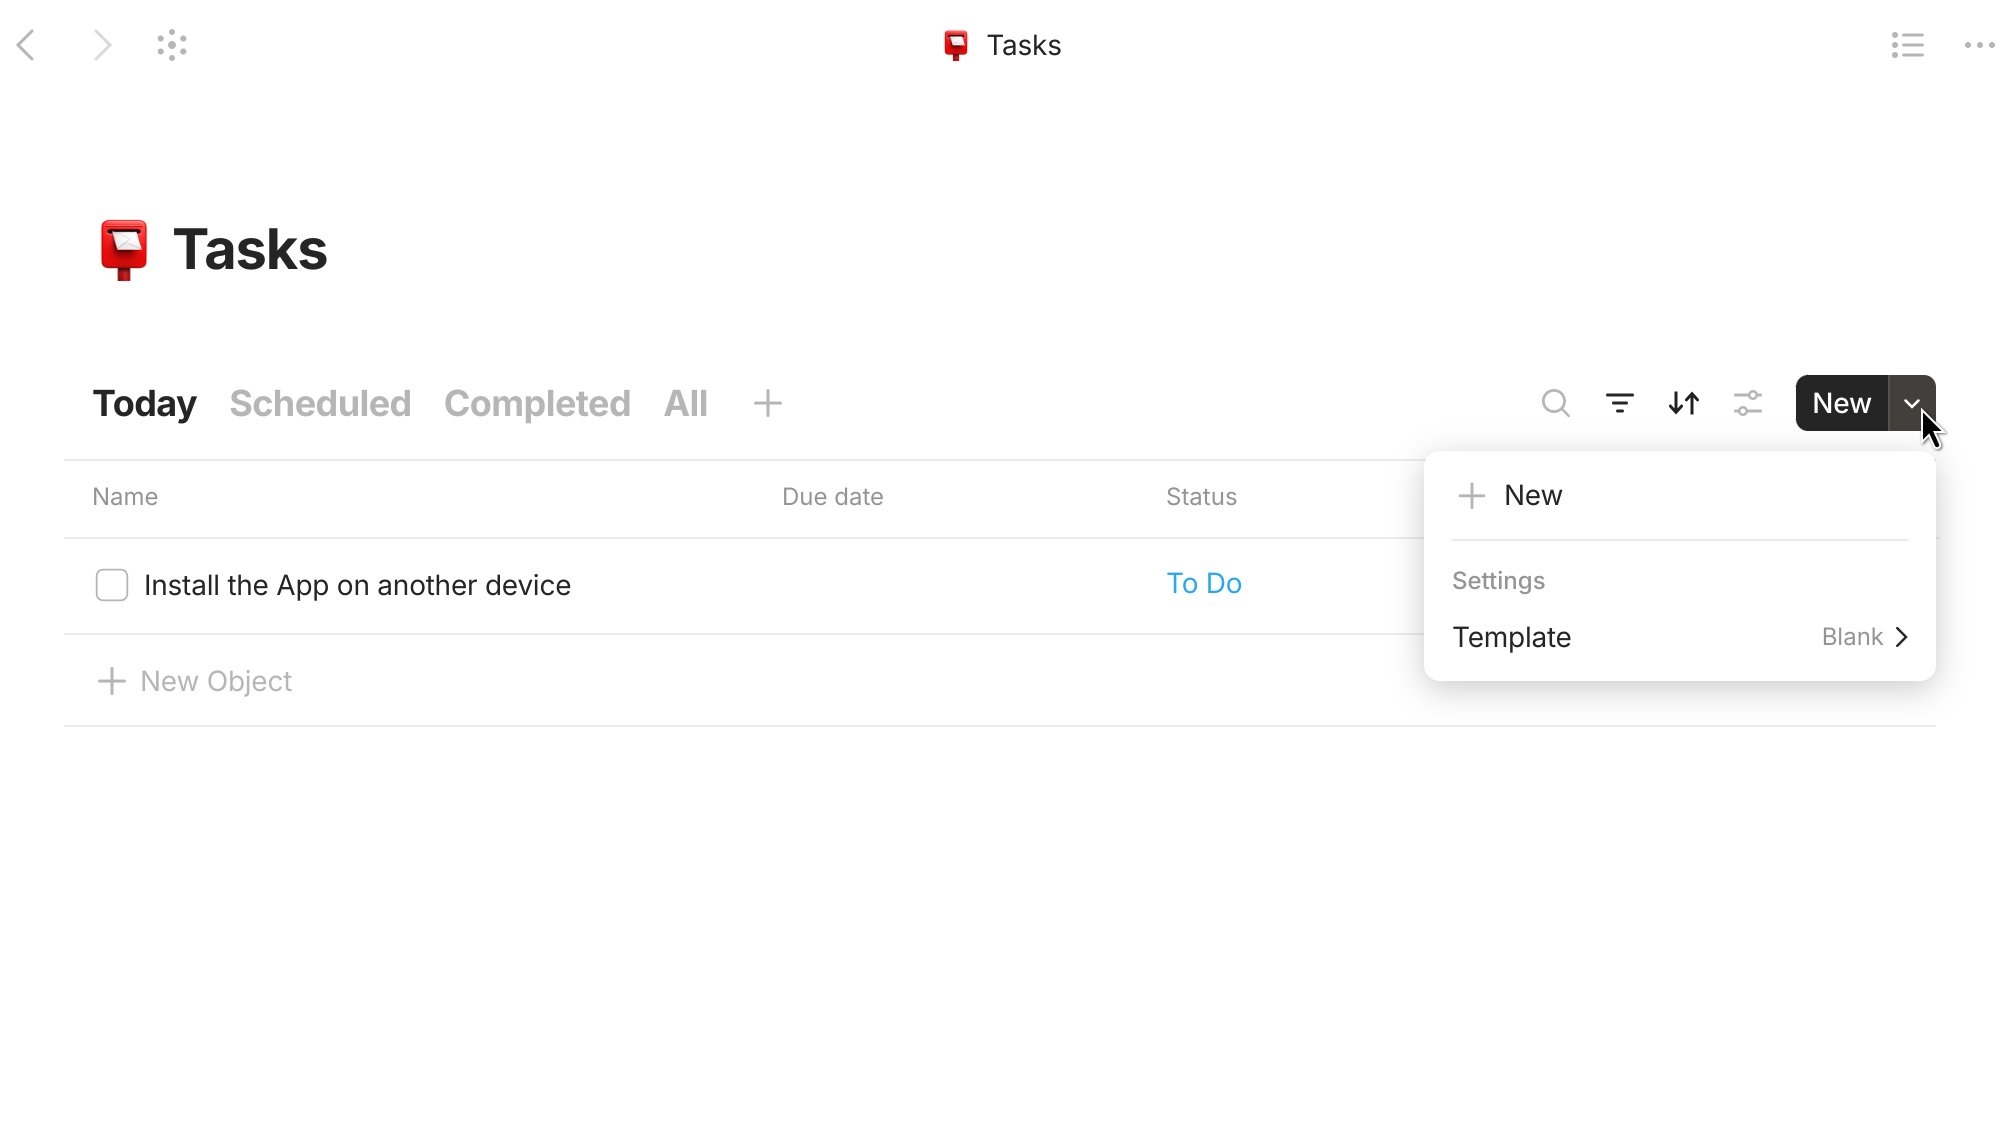 Tasks
Tasks
Today Scheduled Completed All New
Name Due date Status
New
Install the App on another device To Do
Settings
Template Blank
New Object